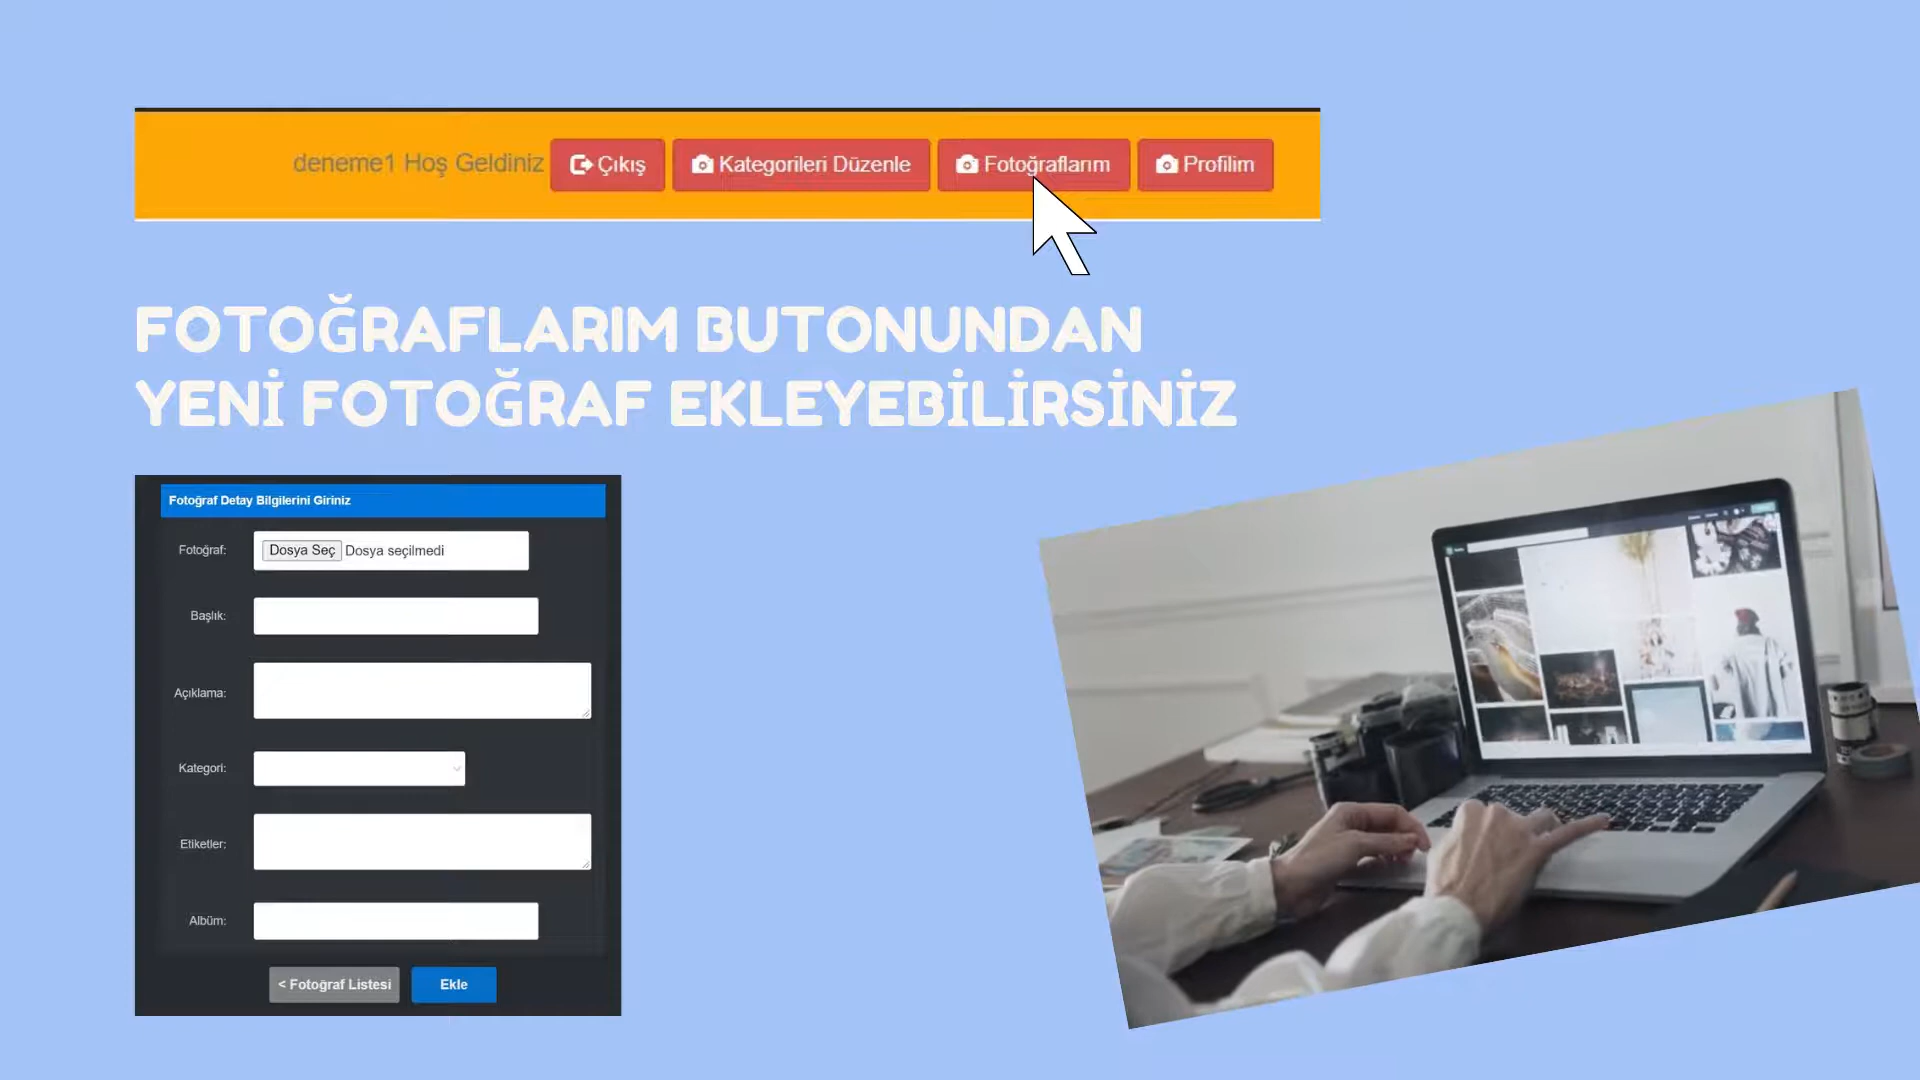 deneme1 Hoş Geldiniz Çıkış Kategorileri Düzenle Fotoğraflarım Profilim
FOTOĞRAFLARIM BUTONUNDAN
YENİ FOTOĞRAF EKLEYEBİLİRSİNİZ
Fotoğraf Detay Bilgilerini Giriniz
Fotoğraf: Dosya Seç Dosya seçilmedi
Başlık:
Açıklama:
Kategori:
Etiketler:
Albüm:
< Fotoğraf Listesi Ekle